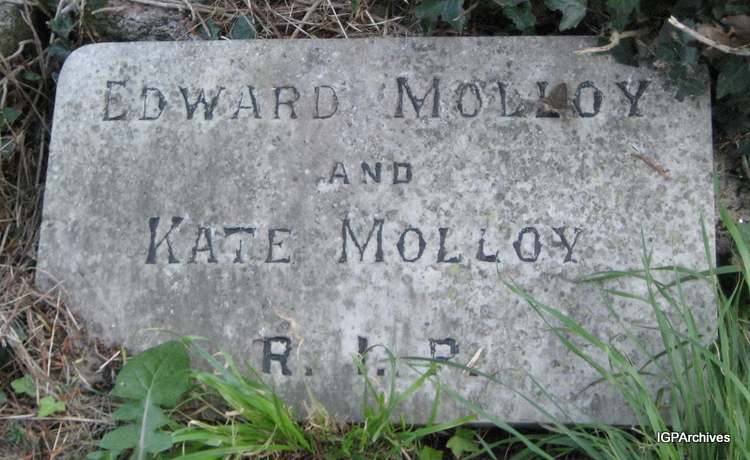 EDWARD MOLLOY
AND
KATE MOLLOY
R. I. P.
IGPArchives